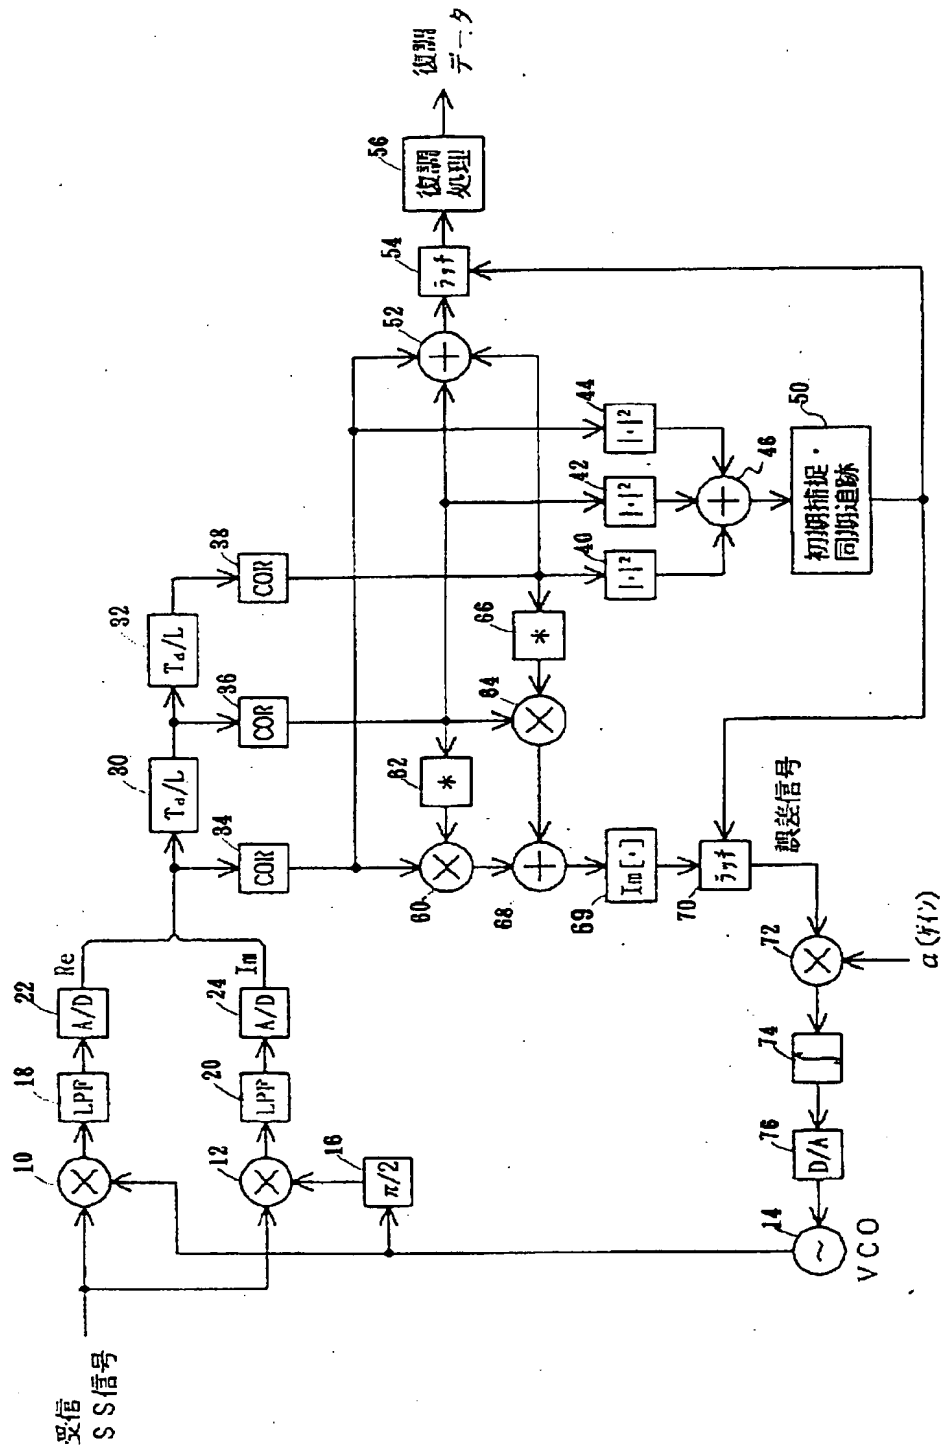 受信
ＳＳ信号
10
18
22
LPF
A/D
Re
12
20
24
LPF
A/D
Im
16
π/2
14
VCO
30
Td/L
32
Td/L
34
COR
36
COR
38
COR
52
54
ラッチ
56
復調
処理
復調
データ
62
*
60
66
*
64
68
69
Im[・]
70
ラッチ
誤差信号
40
|・|²
42
|・|²
44
|・|²
46
50
初期捕捉・
同期追跡
72
a(ゲイン)
74
76
D/A